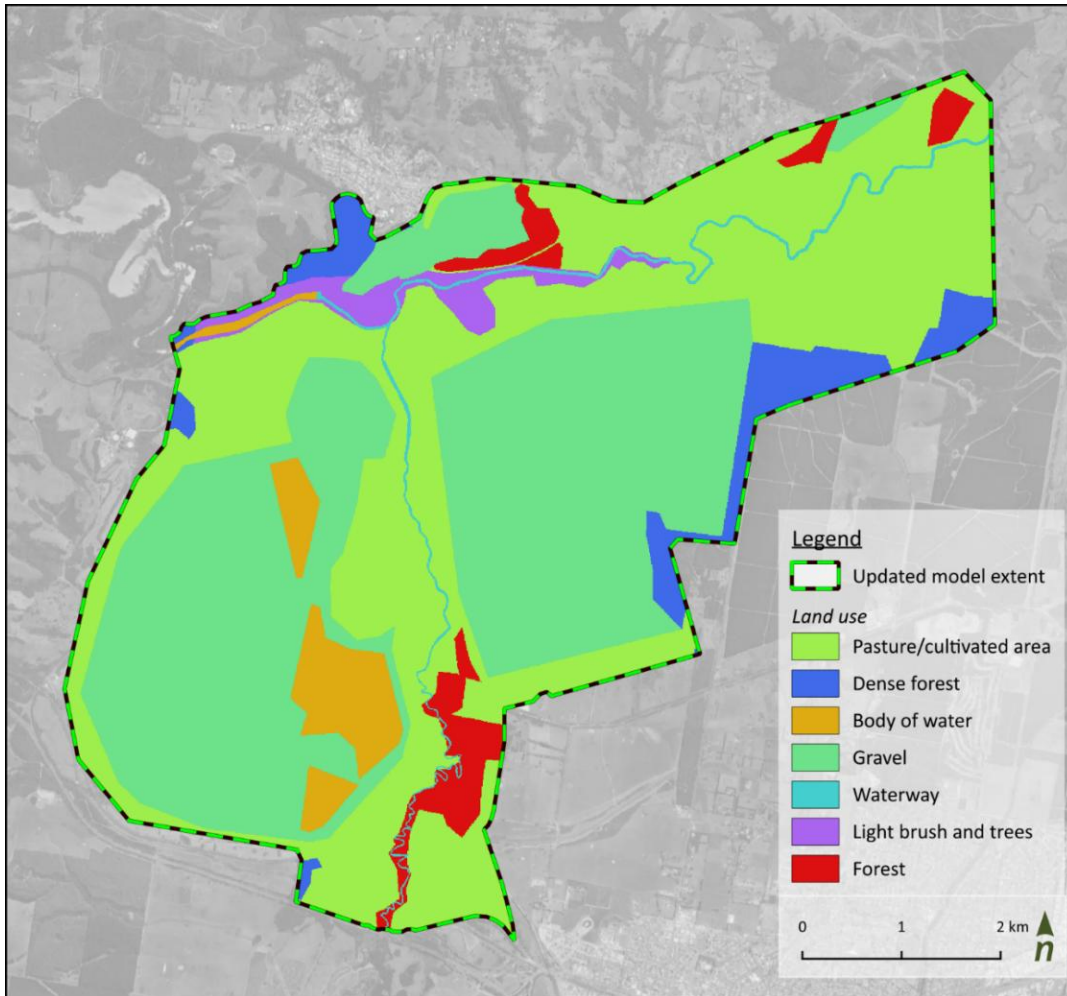 Legend
Updated model extent
Land use
Pasture/cultivated area
Dense forest
Body of water
Gravel
Waterway
Light brush and trees
Forest
0 1 2 km
n